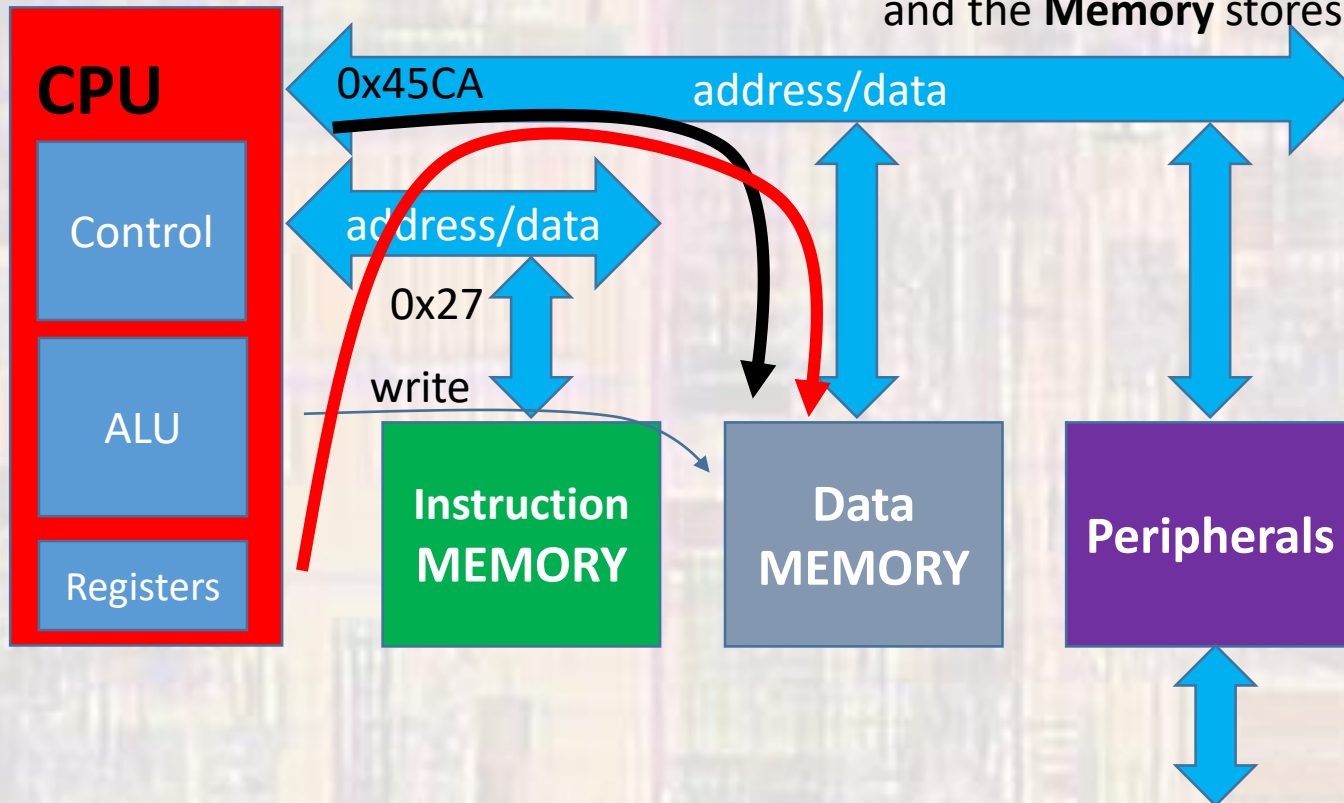 and the Memory stores
CPU
0x45CA
address/data
Control
address/data
0x27
write
ALU
Instruction
MEMORY
Data
MEMORY
Peripherals
Registers